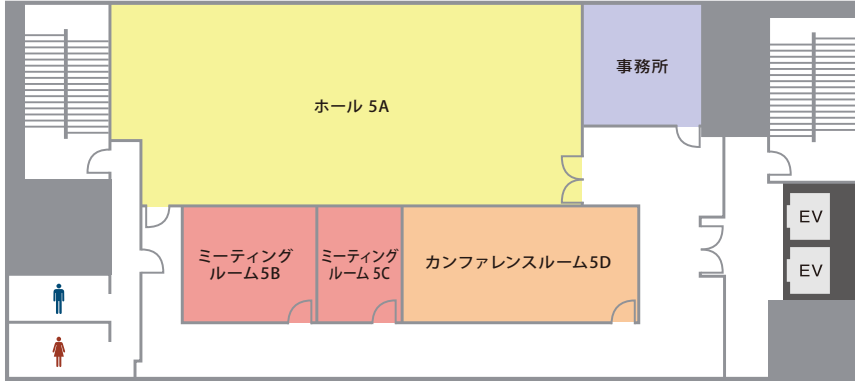 事務所
ホール 5A
EV
ミーティング
ルーム5B
ミーティング
ルーム 5C
カンファレンスルーム5D
EV